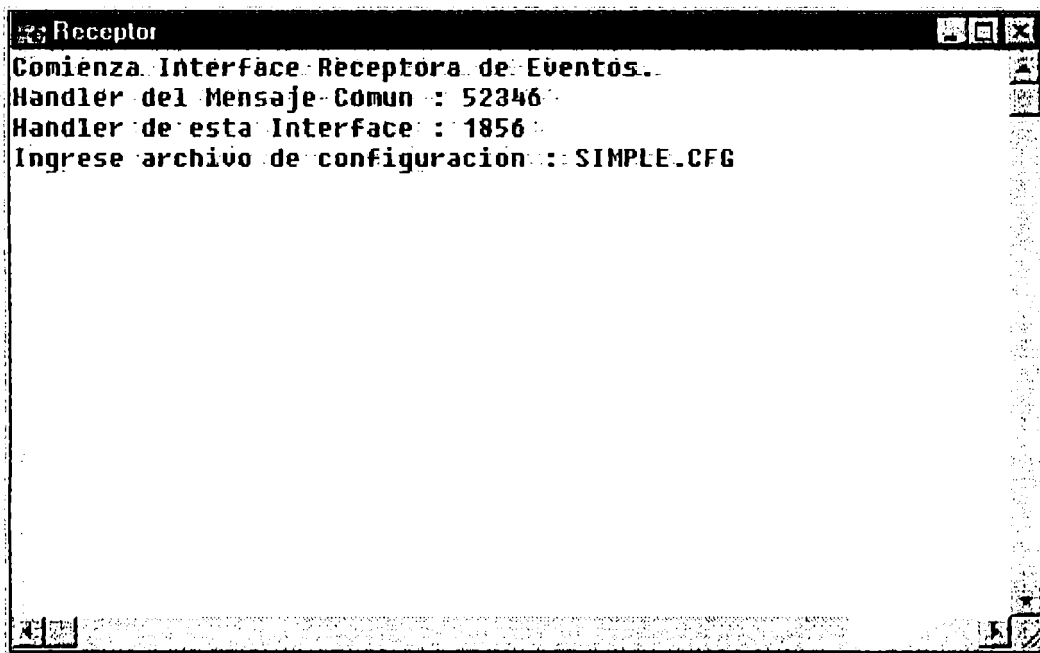 Receptor
Comienza Interface Receptora de Eventos.
Handler del Mensaje Comun : 52346
Handler de esta Interface : 1856
Ingrese archivo de configuracion : SIMPLE.CFG